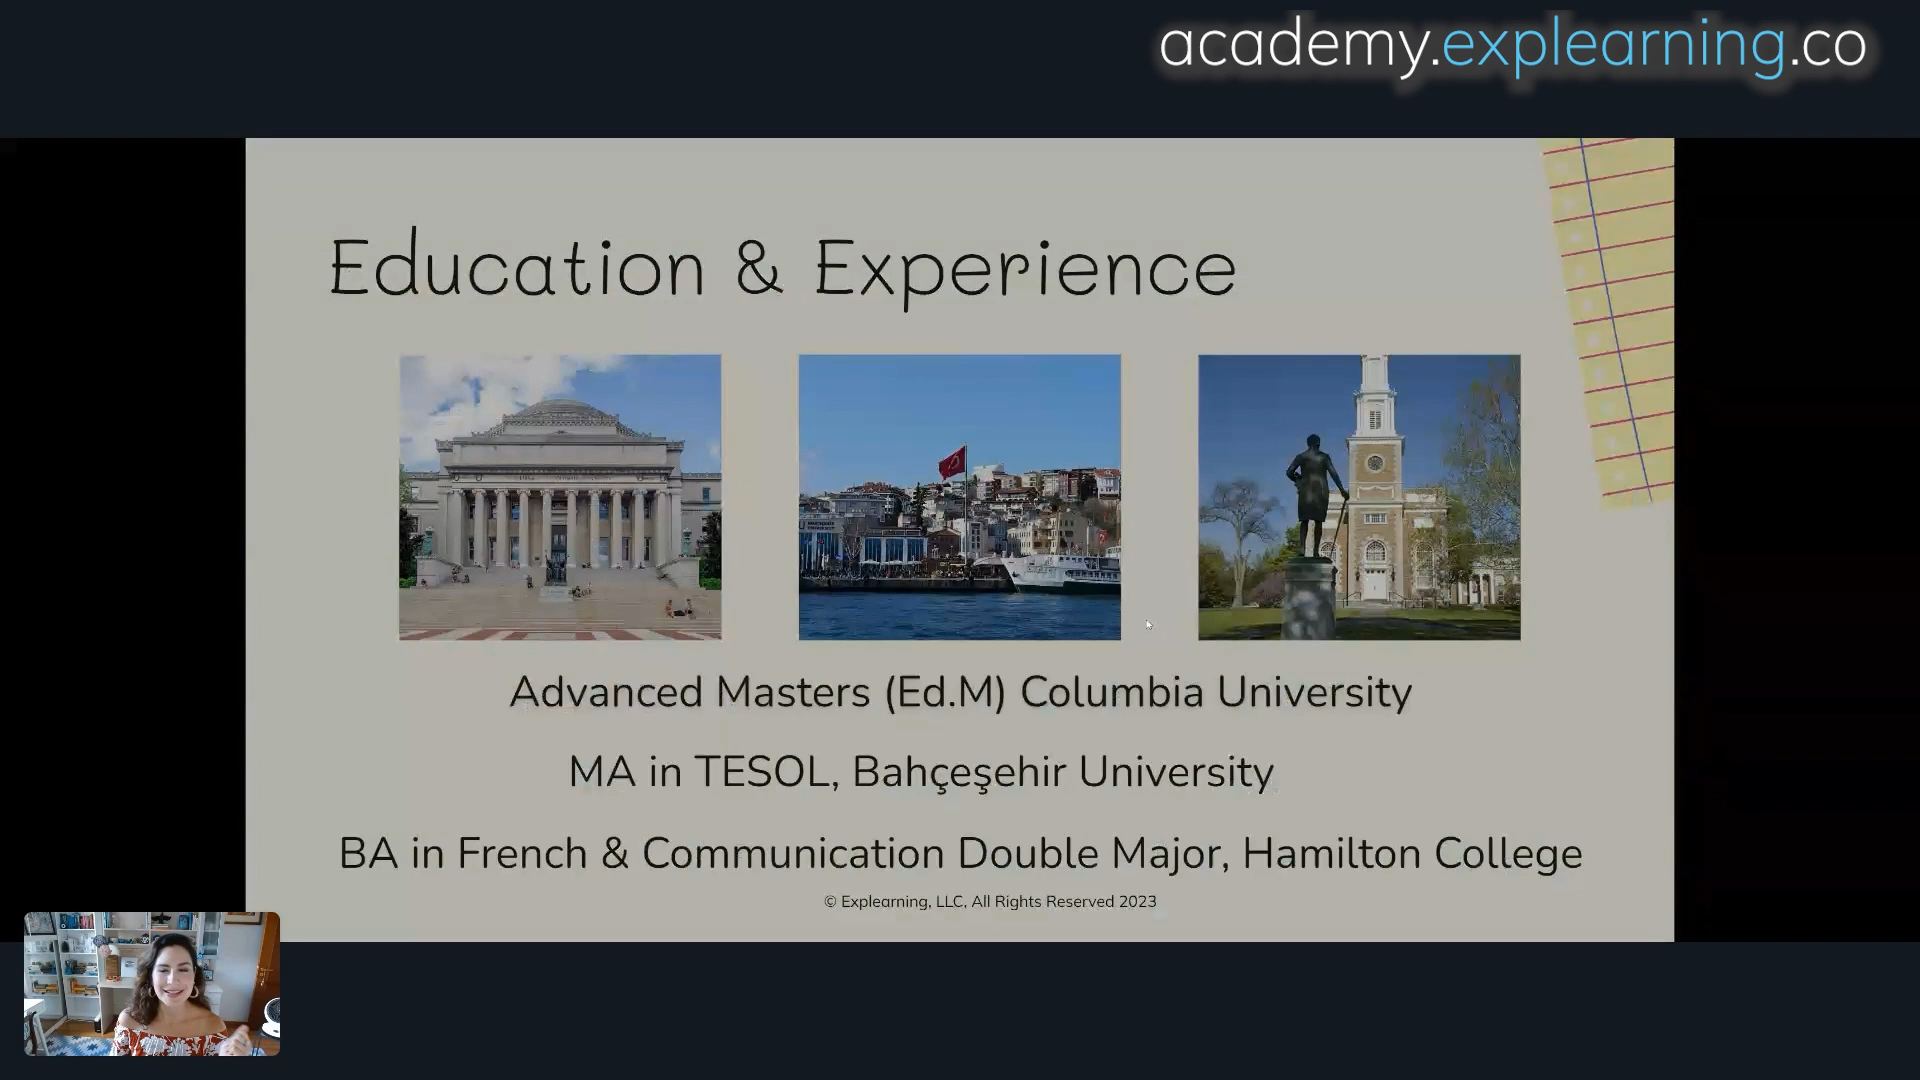 academy.explearning.co
Education & Experience
Advanced Masters (Ed.M) Columbia University
MA in TESOL, Bahçeşehir University
BA in French & Communication Double Major, Hamilton College
© Explearning, LLC, All Rights Reserved 2023